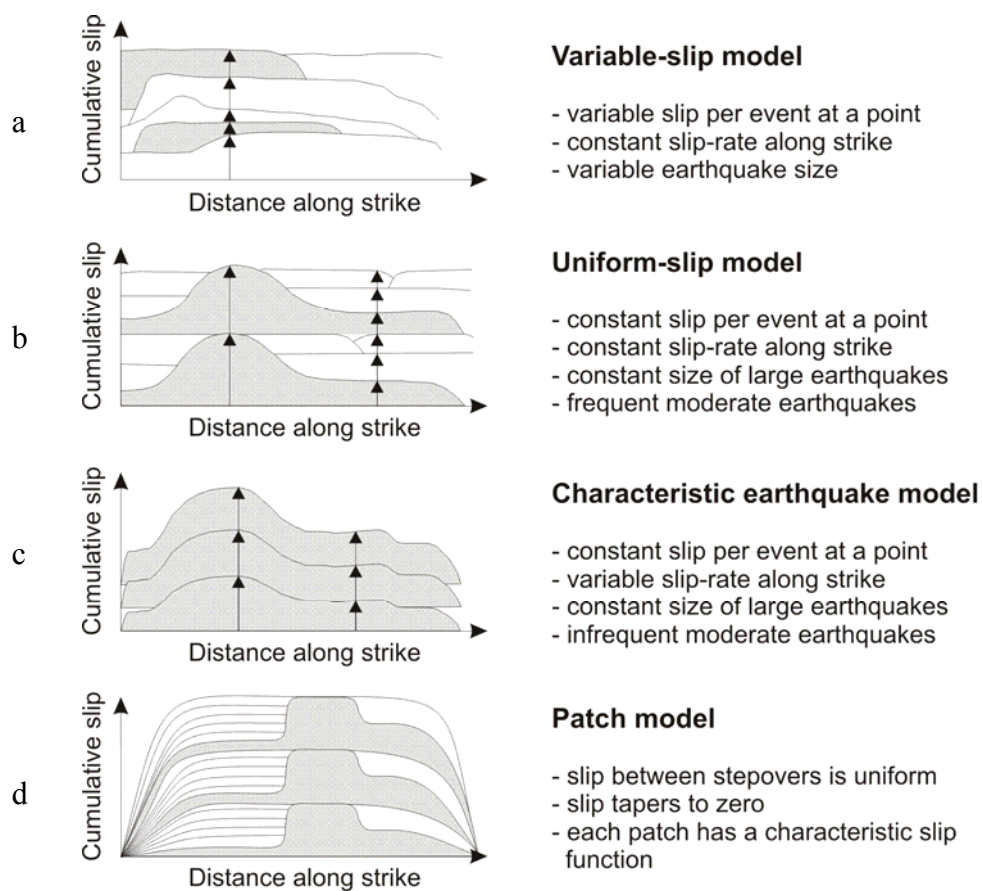 a
Cumulative slip
Distance along strike
Variable-slip model
- variable slip per event at a point
- constant slip-rate along strike
- variable earthquake size
b
Cumulative slip
Distance along strike
Uniform-slip model
- constant slip per event at a point
- constant slip-rate along strike
- constant size of large earthquakes
- frequent moderate earthquakes
c
Cumulative slip
Distance along strike
Characteristic earthquake model
- constant slip per event at a point
- variable slip-rate along strike
- constant size of large earthquakes
- infrequent moderate earthquakes
d
Cumulative slip
Distance along strike
Patch model
- slip between stepovers is uniform
- slip tapers to zero
- each patch has a characteristic slip
function